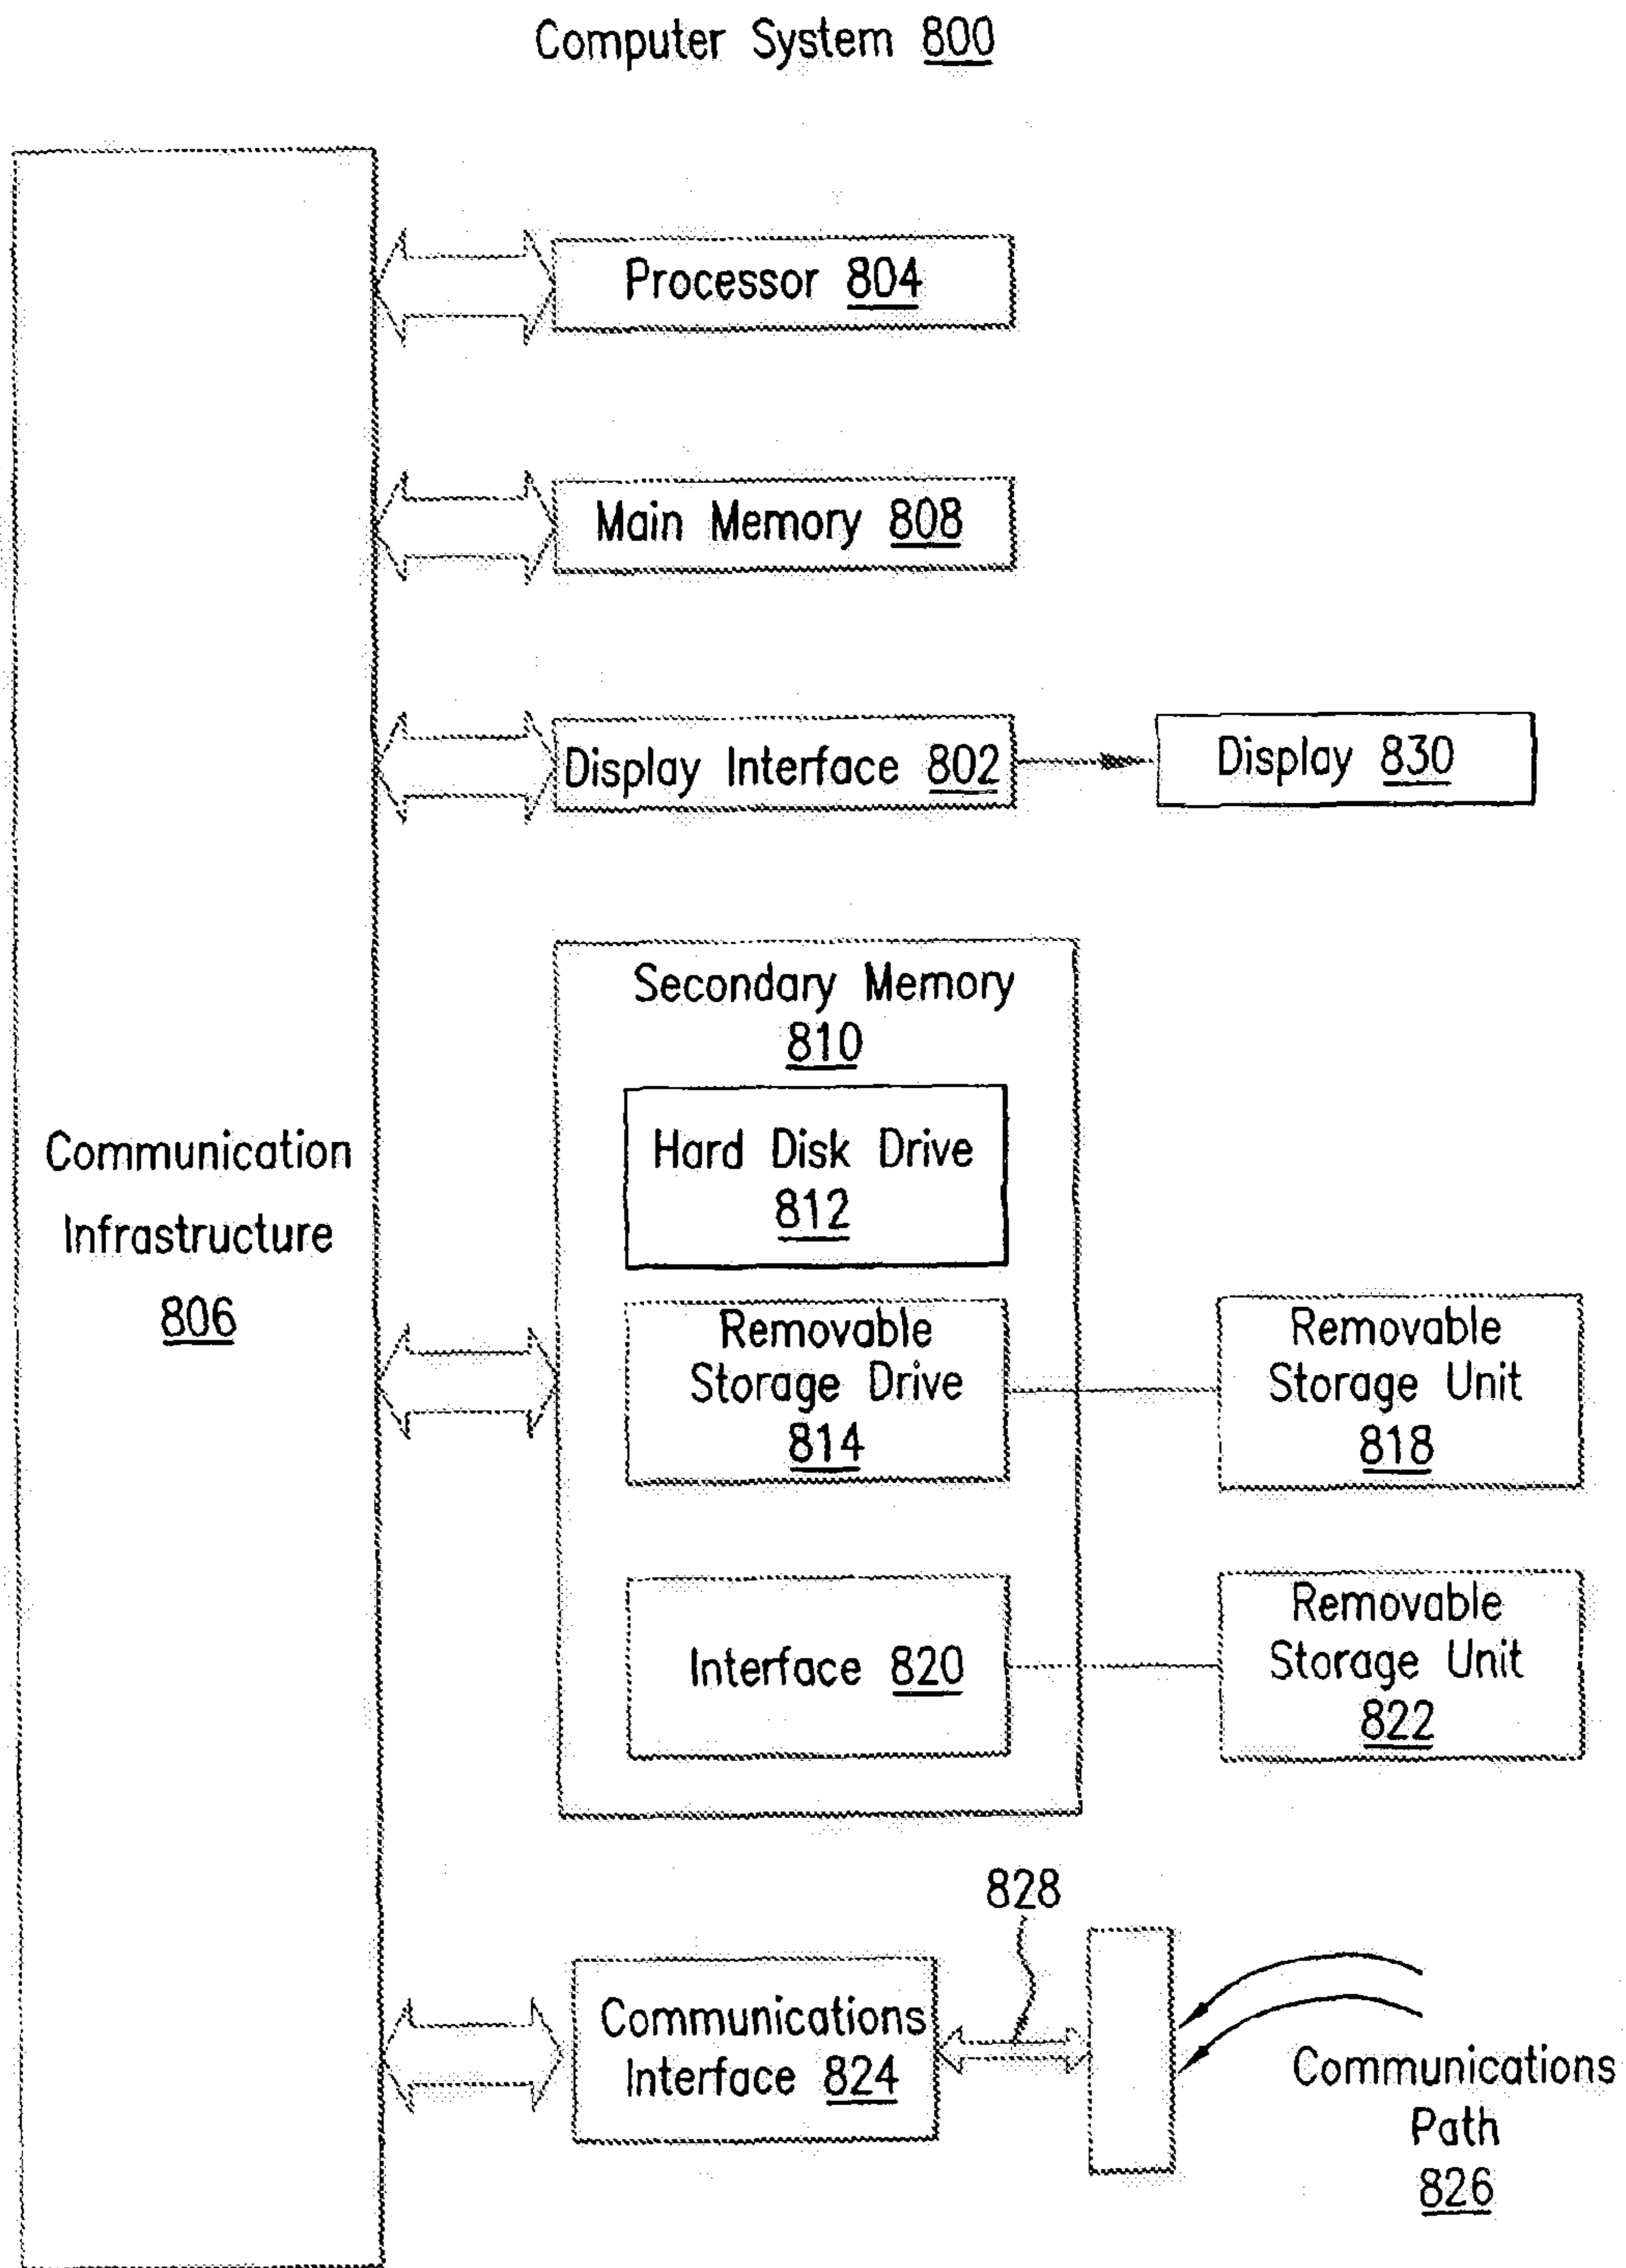 Computer System 800
Processor 804
Main Memory 808
Display Interface 802
Display 830
Secondary Memory
810
Hard Disk Drive
812
Communication
Infrastructure
806
Removable
Storage Drive
814
Removable
Storage Unit
818
Interface 820
Removable
Storage Unit
822
828
Communications
Interface 824
Communications
Path
826